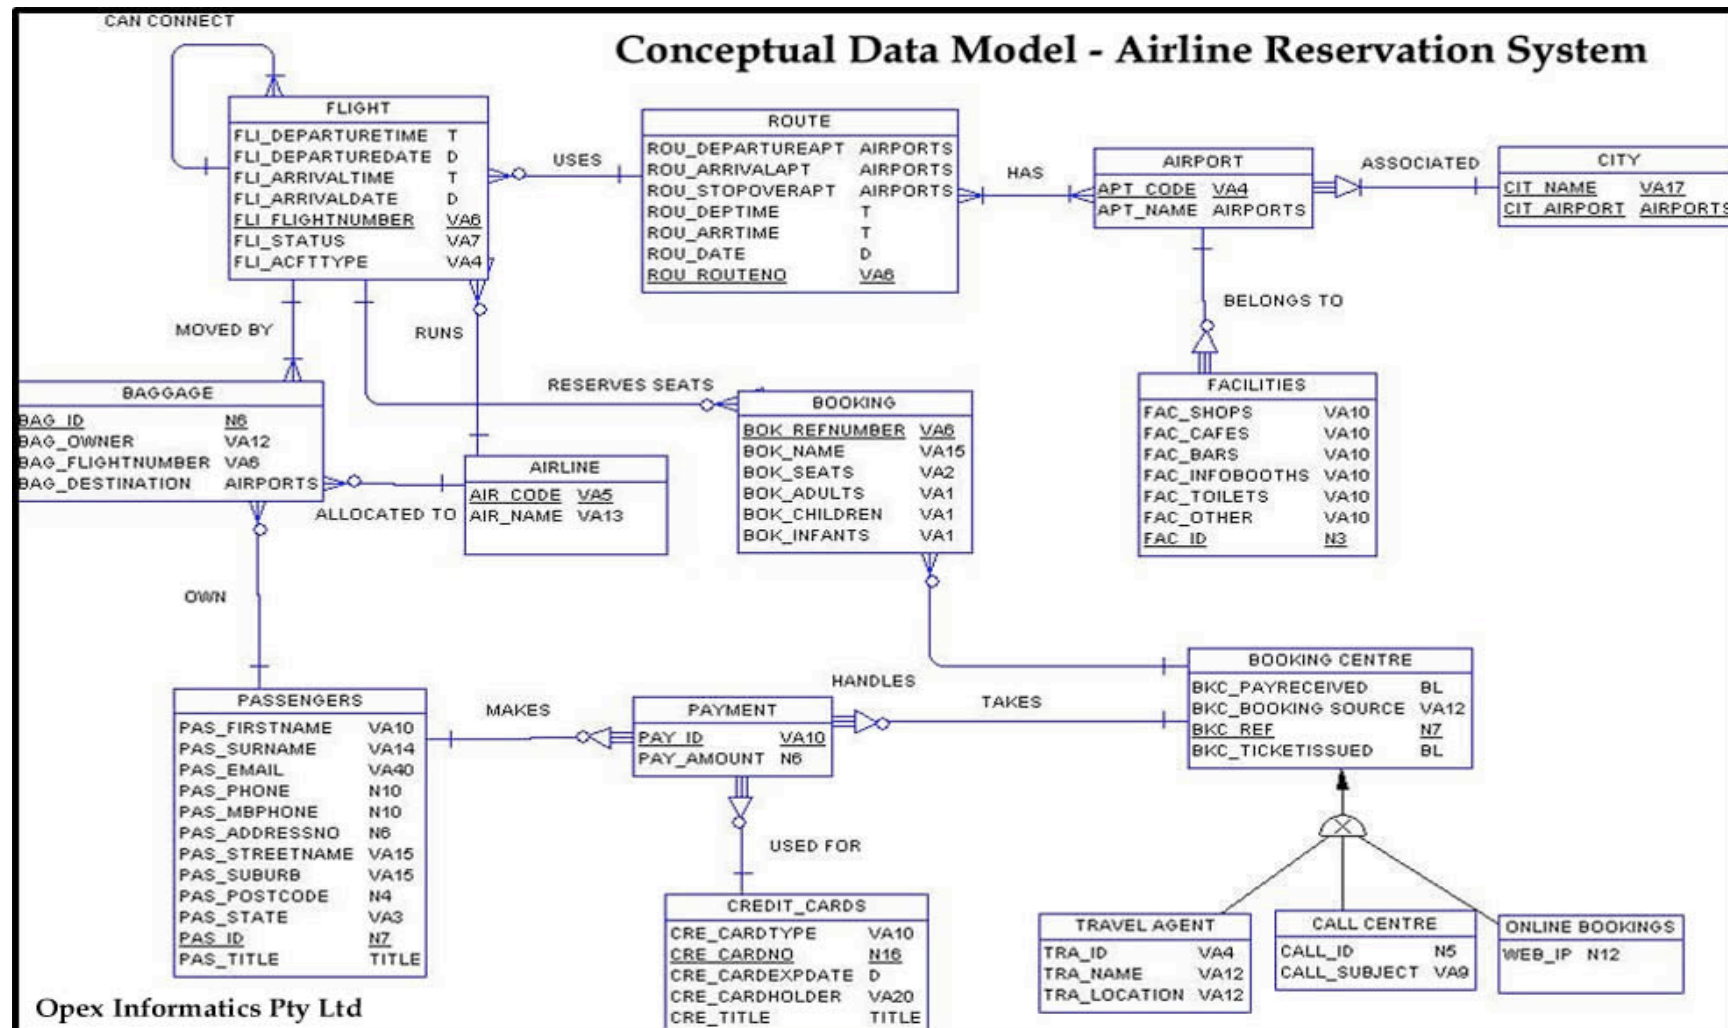 CAN CONNECT
Conceptual Data Model - Airline Reservation System
FLIGHT
FLI_DEPARTURETIME T
FLI_DEPARTUREDATE D
FLI_ARRIVALTIME T
FLI_ARRIVALDATE D
FLI_FLIGHTNUMBER VA6
FLI_STATUS VA7
FLI_ACFTTYPE VA4
USES
ROUTE
ROU_DEPARTUREAPT AIRPORTS
ROU_ARRIVALAPT AIRPORTS
ROU_STOPOVERAPT AIRPORTS
ROU_DEPTIME T
ROU_ARRTIME T
ROU_DATE D
ROU_ROUTENO VA6
HAS
AIRPORT
APT_CODE VA4
APT_NAME AIRPORTS
ASSOCIATED
CITY
CIT_NAME VA17
CIT_AIRPORT AIRPORTS
MOVED BY
RUNS
BELONGS TO
RESERVES SEATS
BAGGAGE
BAG_ID N6
BAG_OWNER VA12
BAG_FLIGHTNUMBER VA6
BAG_DESTINATION AIRPORTS
ALLOCATED TO
AIRLINE
AIR_CODE VA5
AIR_NAME VA13
BOOKING
BOK_REFNUMBER VA6
BOK_NAME VA15
BOK_SEATS VA2
BOK_ADULTS VA1
BOK_CHILDREN VA1
BOK_INFANTS VA1
FACILITIES
FAC_SHOPS VA10
FAC_CAFES VA10
FAC_BARS VA10
FAC_INFOBOOTHS VA10
FAC_TOILETS VA10
FAC_OTHER VA10
FAC_ID N3
OWN
HANDLES
PASSENGERS
PAS_FIRSTNAME VA10
PAS_SURNAME VA14
PAS_EMAIL VA40
PAS_PHONE N10
PAS_MBPHONE N10
PAS_ADDRESSNO N6
PAS_STREETNAME VA15
PAS_SUBURB VA15
PAS_POSTCODE N4
PAS_STATE VA3
PAS_ID N7
PAS_TITLE TITLE
MAKES
PAYMENT
PAY_ID VA10
PAY_AMOUNT N6
TAKES
BOOKING CENTRE
BKC_PAYRECEIVED BL
BKC_BOOKING SOURCE VA12
BKC_REF N7
BKC_TICKETISSUED BL
USED FOR
CREDIT_CARDS
CRE_CARDTYPE VA10
CRE_CARDNO N16
CRE_CARDEXPDATE D
CRE_CARDHOLDER VA20
CRE_TITLE TITLE
TRAVEL AGENT
TRA_ID VA4
TRA_NAME VA12
TRA_LOCATION VA12
CALL CENTRE
CALL_ID N5
CALL_SUBJECT VA9
ONLINE BOOKINGS
WEB_IP N12
Opex Informatics Pty Ltd